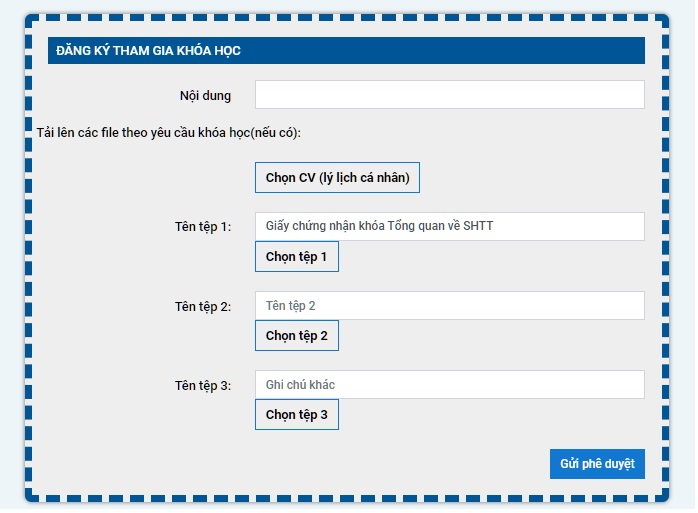 ĐĂNG KÝ THAM GIA KHÓA HỌC
Nội dung
Tải lên các file theo yêu cầu khóa học(nếu có):
Chọn CV (lý lịch cá nhân)
Tên tệp 1:
Giấy chứng nhận khóa Tổng quan về SHTT
Chọn tệp 1
Tên tệp 2:
Tên tệp 2
Chọn tệp 2
Tên tệp 3:
Ghi chú khác
Chọn tệp 3
Gửi phê duyệt